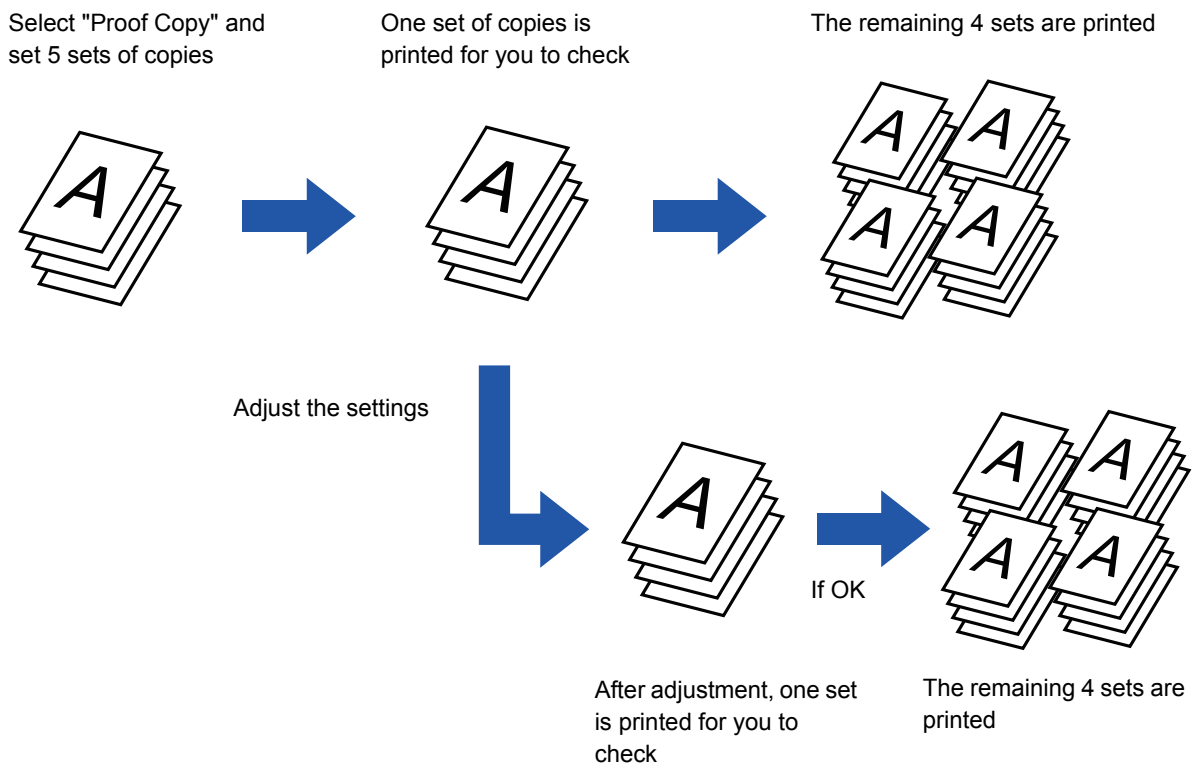 Select "Proof Copy" and
set 5 sets of copies
One set of copies is
printed for you to check
The remaining 4 sets are printed
A
A
A
A
A
A
Adjust the settings
A
If OK
A
A
A
A
After adjustment, one set
is printed for you to
check
The remaining 4 sets are
printed